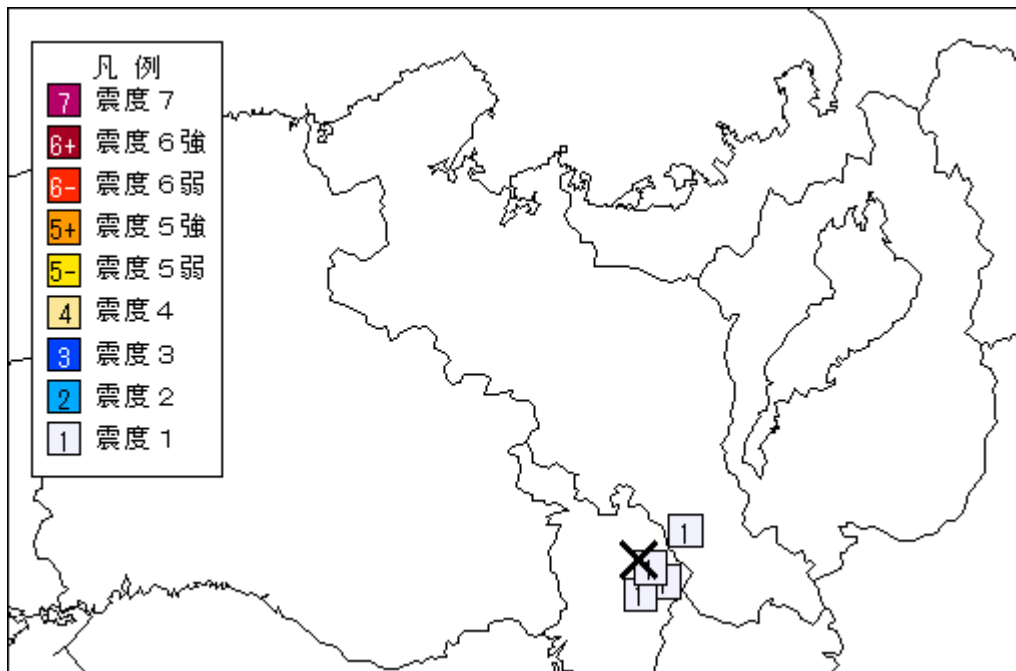 凡 例
7 震度７
6+ 震度６強
6- 震度６弱
5+ 震度５強
5- 震度５弱
4 震度４
3 震度３
2 震度２
1 震度１
1
1
1
1